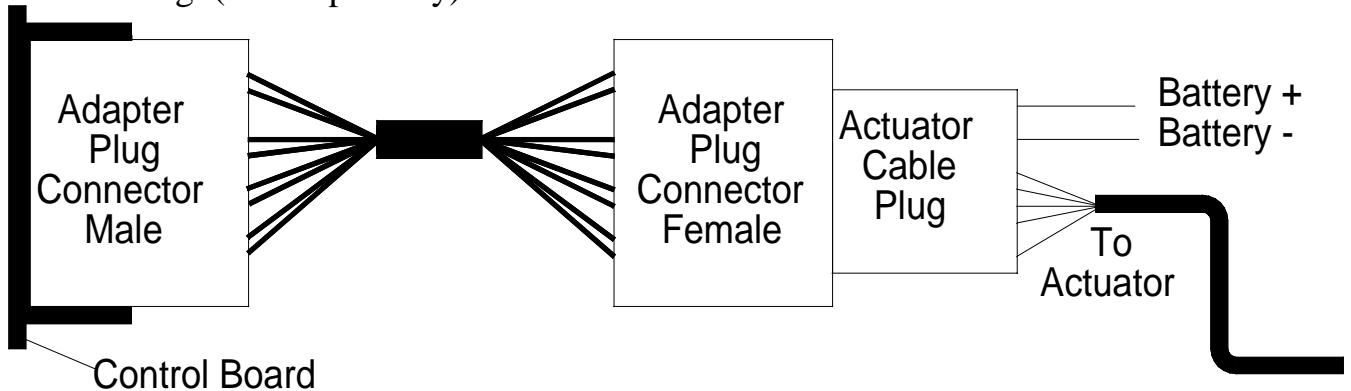 Adapter
Plug
Connector
Male
Adapter
Plug
Connector
Female
Actuator
Cable
Plug
Battery +
Battery -
To
Actuator
Control Board